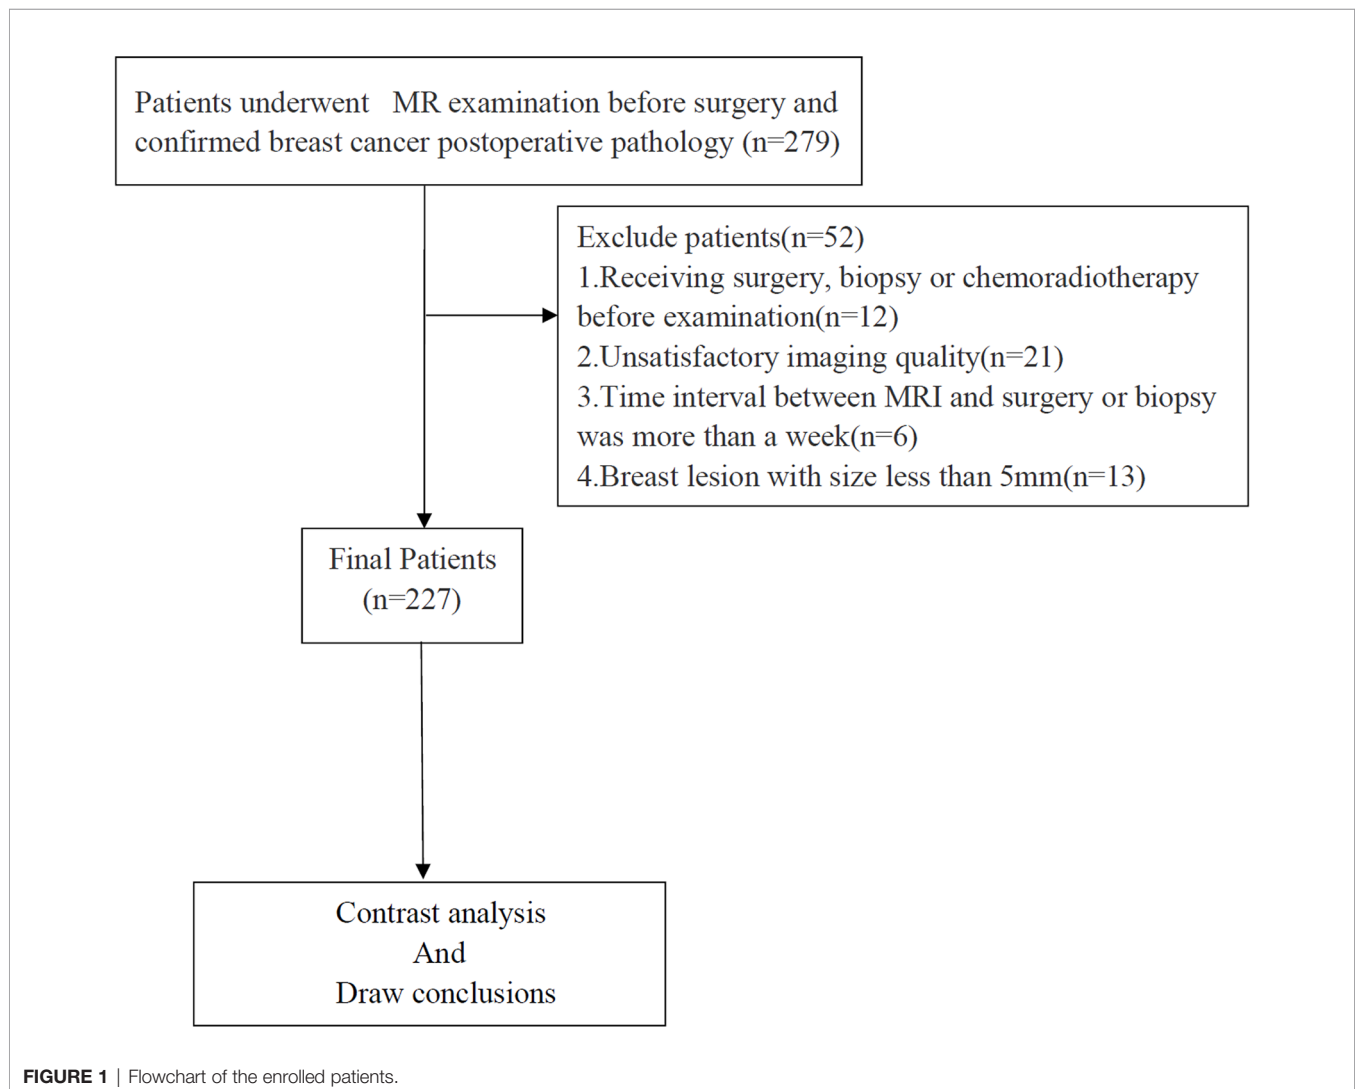 Patients underwent MR examination before surgery and
confirmed breast cancer postoperative pathology (n=279)
Exclude patients(n=52)
1.Receiving surgery, biopsy or chemoradiotherapy
before examination(n=12)
2.Unsatisfactory imaging quality(n=21)
3.Time interval between MRI and surgery or biopsy
was more than a week(n=6)
4.Breast lesion with size less than 5mm(n=13)
Final Patients
(n=227)
Contrast analysis
And
Draw conclusions
FIGURE 1 | Flowchart of the enrolled patients.